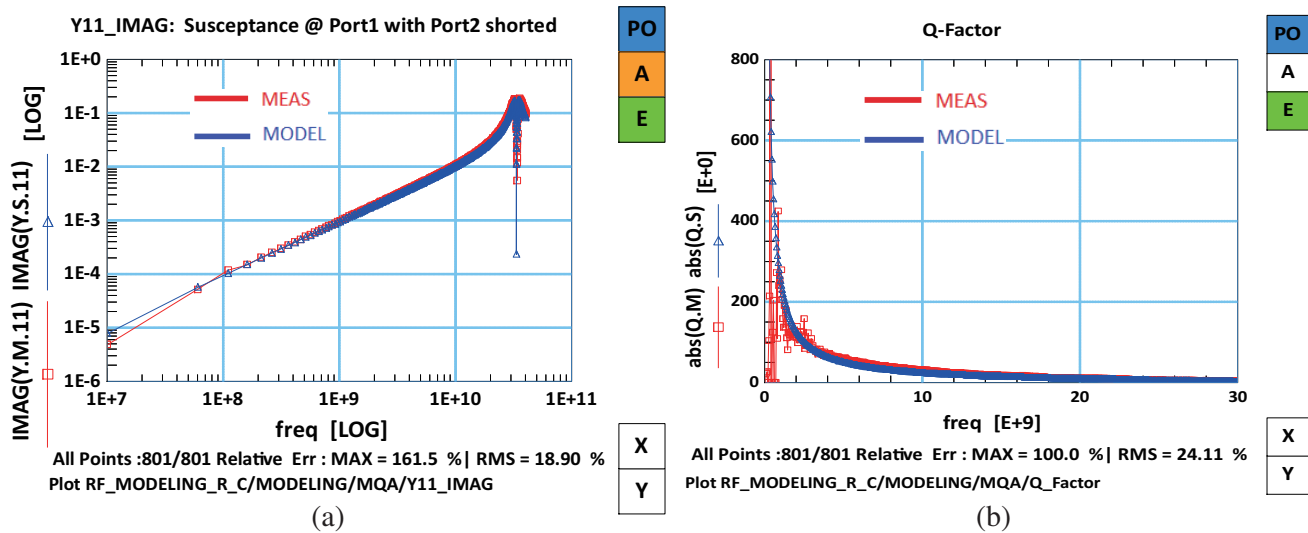 Y11_IMAG: Susceptance @ Port1 with Port2 shorted
PO
A
E
1E+0
1E-1
1E-2
1E-3
1E-4
1E-5
1E-6
MEAS
MODEL
IMAG(Y.M.11) IMAG(Y.S.11) [LOG]
1E+7 1E+8 1E+9 1E+10 1E+11
freq [LOG]
X
Y
All Points :801/801 Relative Err : MAX = 161.5 %| RMS = 18.90 %
Plot RF_MODELING_R_C/MODELING/MQA/Y11_IMAG
(a)
Q-Factor
PO
A
E
800
600
400
200
0
MEAS
MODEL
abs(Q.M) abs(Q.S) [E+0]
0 10 20 30
freq [E+9]
X
Y
All Points :801/801 Relative Err : MAX = 100.0 %| RMS = 24.11 %
Plot RF_MODELING_R_C/MODELING/MQA/Q_Factor
(b)